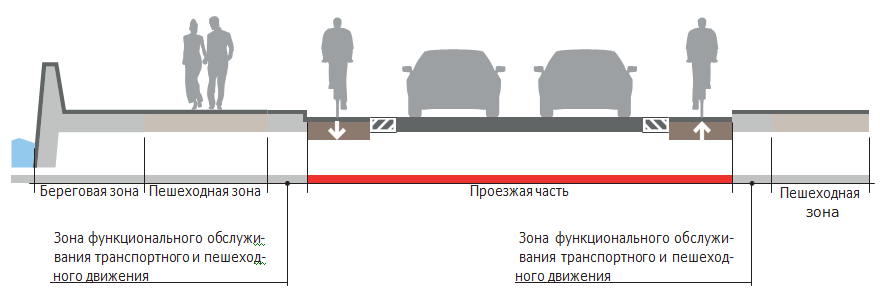 Береговая зона
Пешеходная зона
Проезжая часть
Пешеходная
зона
Зона функционального обслужи-
вания транспортного и пешеход-
ного движения
Зона функционального обслужи-
вания транспортного и пешеход-
ного движения